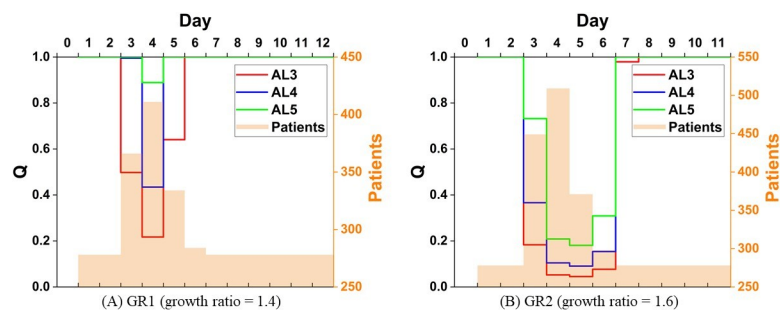 Day
0 1 2 3 4 5 6 7 8 9 10 11 12
1.0
0.8
0.6
0.4
0.2
0.0
Q
AL3
AL4
AL5
Patients
450
400
350
300
250
Patients
(A) GR1 (growth ratio = 1.4)
Day
0 1 2 3 4 5 6 7 8 9 10 11
1.0
0.8
0.6
0.4
0.2
0.0
Q
AL3
AL4
AL5
Patients
550
500
450
400
350
300
250
Patients
(B) GR2 (growth ratio = 1.6)